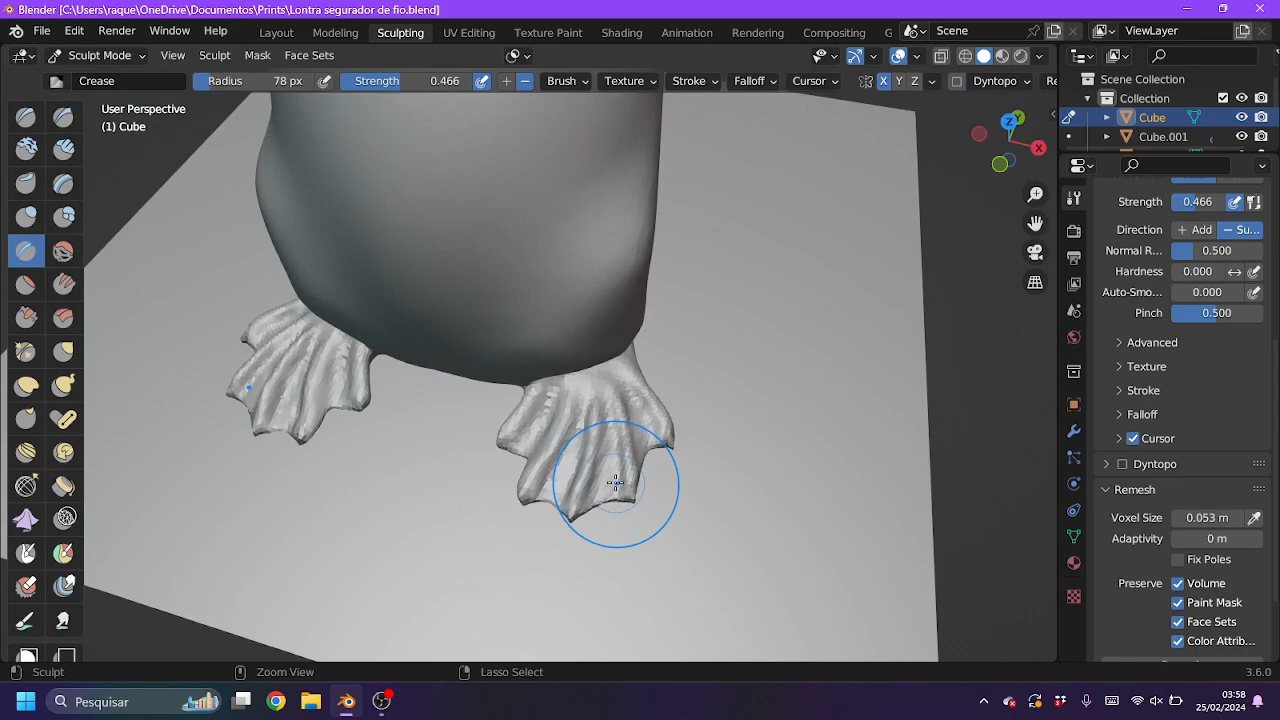 Blender [C:\Users\raque\OneDrive\Documentos\Prints\Lontra segurador de fio.blend]
File Edit Render Window Help Layout Modeling Sculpting UV Editing Texture Paint Shading Animation Rendering Compositing G Scene ViewLayer
Sculpt Mode View Sculpt Mask Face Sets
Crease Radius 78 px Strength 0.466 Brush Texture Stroke Falloff Cursor X Y Z Dyntopo Re
User Perspective
(1) Cube
Z
Y
X
Scene Collection
Collection
Cube
Cube.001
Strength 0.466
Direction Add Su...
Normal R... 0.500
Hardness 0.000
Auto-Smo... 0.000
Pinch 0.500
Advanced
Texture
Stroke
Falloff
Cursor
Dyntopo
Remesh
Voxel Size 0.053 m
Adaptivity 0 m
Fix Poles
Preserve Volume
Paint Mask
Face Sets
Color Attrib...
Sculpt Zoom View Lasso Select 3.6.0
Pesquisar 03:58
25/02/2024